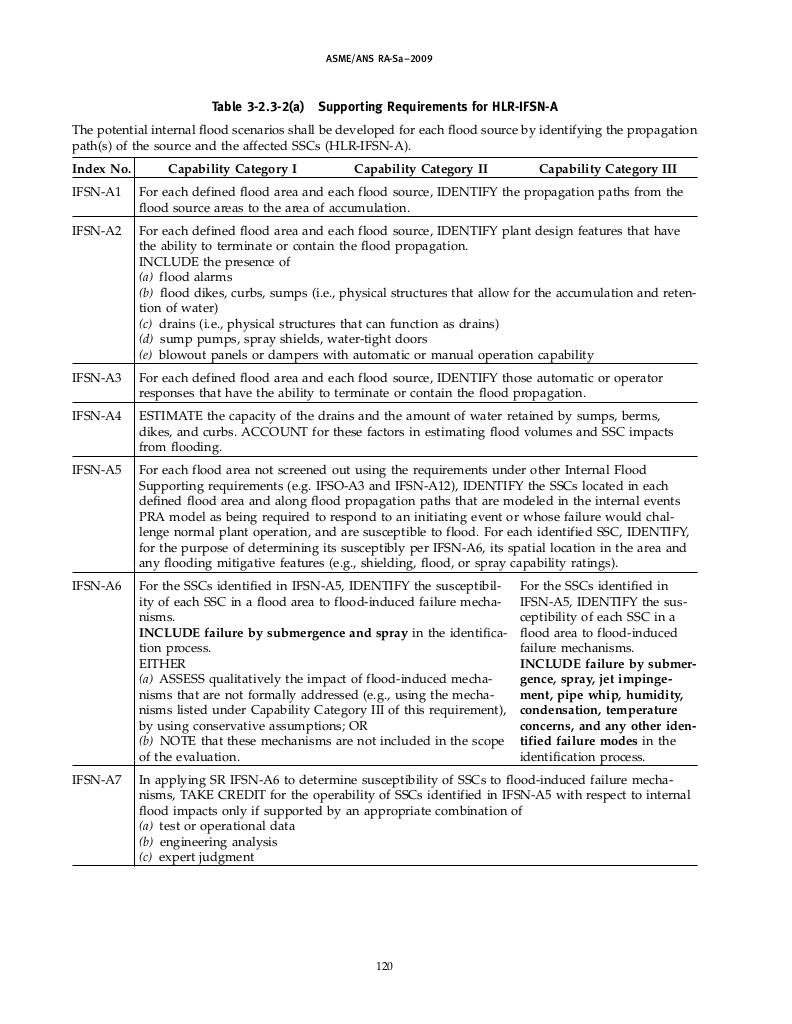 ASME/ANS RA-Sa–2009
Table 3-2.3-2(a) Supporting Requirements for HLR-IFSN-A
The potential internal flood scenarios shall be developed for each flood source by identifying the propagation
path(s) of the source and the affected SSCs (HLR-IFSN-A).
Index No. Capability Category I Capability Category II Capability Category III
IFSN-A1 For each defined flood area and each flood source, IDENTIFY the propagation paths from the
flood source areas to the area of accumulation.
IFSN-A2 For each defined flood area and each flood source, IDENTIFY plant design features that have
the ability to terminate or contain the flood propagation.
INCLUDE the presence of
(a) flood alarms
(b) flood dikes, curbs, sumps (i.e., physical structures that allow for the accumulation and reten-
tion of water)
(c) drains (i.e., physical structures that can function as drains)
(d) sump pumps, spray shields, water-tight doors
(e) blowout panels or dampers with automatic or manual operation capability
IFSN-A3 For each defined flood area and each flood source, IDENTIFY those automatic or operator
responses that have the ability to terminate or contain the flood propagation.
IFSN-A4 ESTIMATE the capacity of the drains and the amount of water retained by sumps, berms,
dikes, and curbs. ACCOUNT for these factors in estimating flood volumes and SSC impacts
from flooding.
IFSN-A5 For each flood area not screened out using the requirements under other Internal Flood
Supporting requirements (e.g. IFSO-A3 and IFSN-A12), IDENTIFY the SSCs located in each
defined flood area and along flood propagation paths that are modeled in the internal events
PRA model as being required to respond to an initiating event or whose failure would chal-
lenge normal plant operation, and are susceptible to flood. For each identified SSC, IDENTIFY,
for the purpose of determining its susceptibly per IFSN-A6, its spatial location in the area and
any flooding mitigative features (e.g., shielding, flood, or spray capability ratings).
IFSN-A6 For the SSCs identified in IFSN-A5, IDENTIFY the susceptibil-
ity of each SSC in a flood area to flood-induced failure mecha-
nisms.
INCLUDE failure by submergence and spray in the identifica-
tion process.
EITHER
(a) ASSESS qualitatively the impact of flood-induced mecha-
nisms that are not formally addressed (e.g., using the mecha-
nisms listed under Capability Category III of this requirement),
by using conservative assumptions; OR
(b) NOTE that these mechanisms are not included in the scope
of the evaluation.
For the SSCs identified in
IFSN-A5, IDENTIFY the sus-
ceptibility of each SSC in a
flood area to flood-induced
failure mechanisms.
INCLUDE failure by submer-
gence, spray, jet impinge-
ment, pipe whip, humidity,
condensation, temperature
concerns, and any other iden-
tified failure modes in the
identification process.
IFSN-A7 In applying SR IFSN-A6 to determine susceptibility of SSCs to flood-induced failure mecha-
nisms, TAKE CREDIT for the operability of SSCs identified in IFSN-A5 with respect to internal
flood impacts only if supported by an appropriate combination of
(a) test or operational data
(b) engineering analysis
(c) expert judgment
120